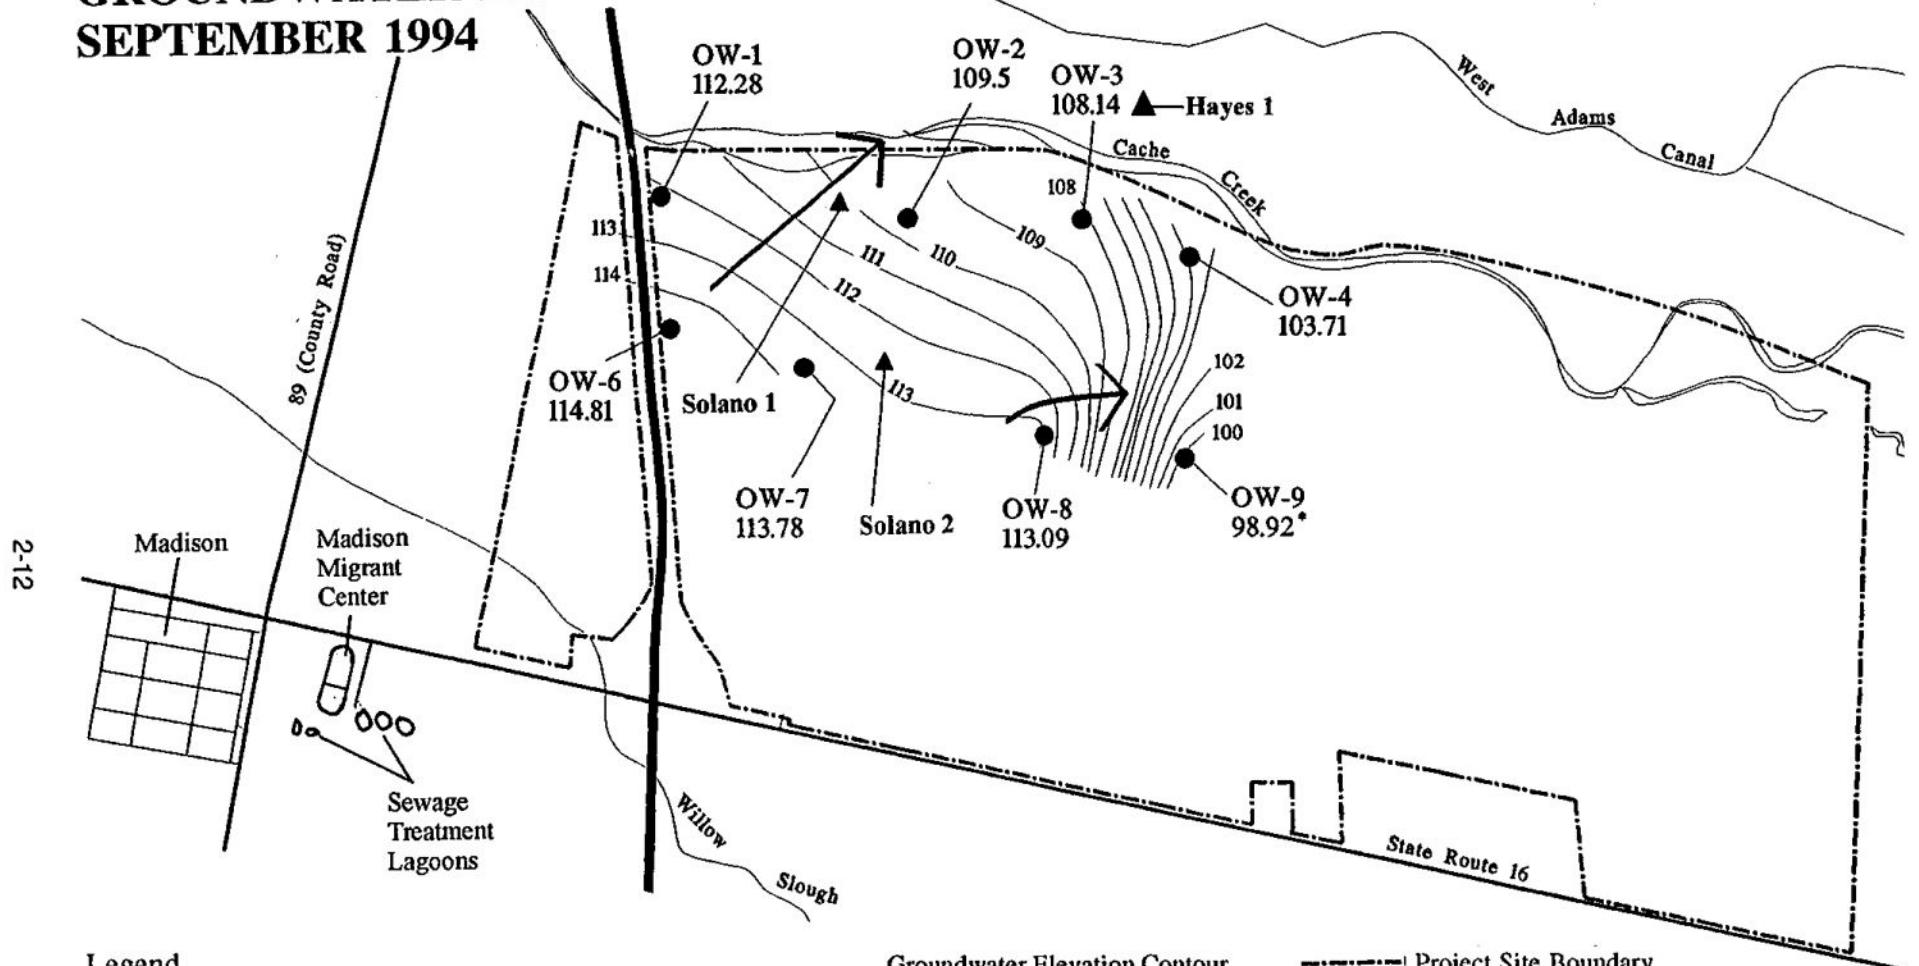 SEPTEMBER 1994
OW-1
112.28
OW-2
109.5
OW-3
108.14
Hayes 1
West
Adams
Canal
Cache
Creek
108
113
114
109
110
111
112
113
89 (County Road)
OW-4
103.71
102
101
100
OW-6
114.81
Solano 1
OW-7
113.78
Solano 2
OW-8
113.09
OW-9
98.92*
2-12
Madison
Madison
Migrant
Center
Sewage
Treatment
Lagoons
Willow
Slough
State Route 16
Legend
Groundwater Elevation Contour
Project Site Boundary